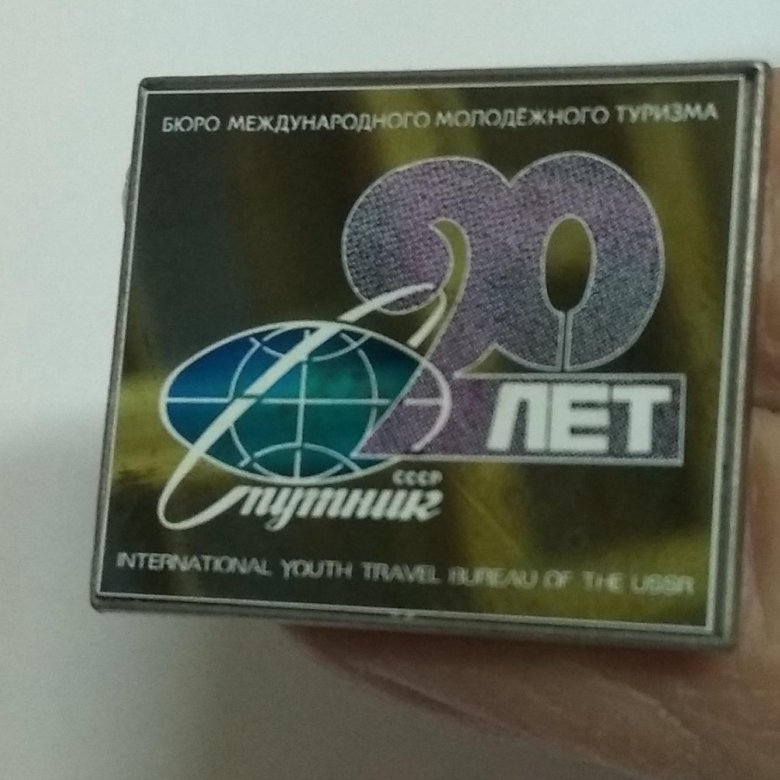 БЮРО МЕЖДУНАРОДНОГО МОЛОДЁЖНОГО ТУРИЗМА
20
ЛЕТ
СССР
Спутник
INTERNATIONAL YOUTH TRAVEL BUREAU OF THE USSR